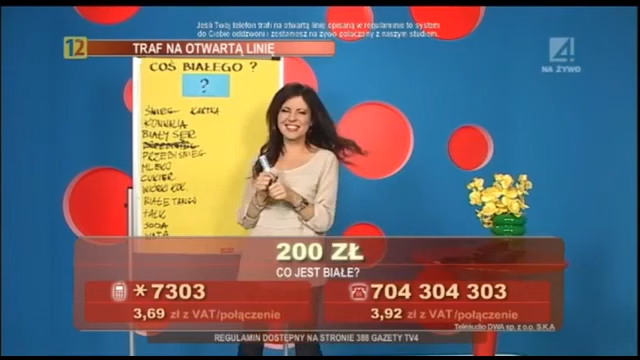 Jeśli Twój telefon trafi na otwartą linię opisaną w regulaminie to system
do Ciebie oddzwoni i zostaniesz na żywo połączony z naszym studiem.
12
TRAF NA OTWARTĄ LINIĘ
4
NA ŻYWO
COŚ BIAŁEGO ?
?
ŚNIEG KARTKA
KONWALIA
BIAŁY SER
PRZEBIŚNIEG
MLEKO
CUKIER
WIÓRKI KOK.
BIAŁE TANGO
TALK
SODA
WATA
200 ZŁ
CO JEST BIAŁE?
*7303
704 304 303
3,69 zł z VAT/połączenie
3,92 zł z VAT/połączenie
Teleaudio DWA sp. z o.o. S.K.A
REGULAMIN DOSTĘPNY NA STRONIE 388 GAZETY TV4